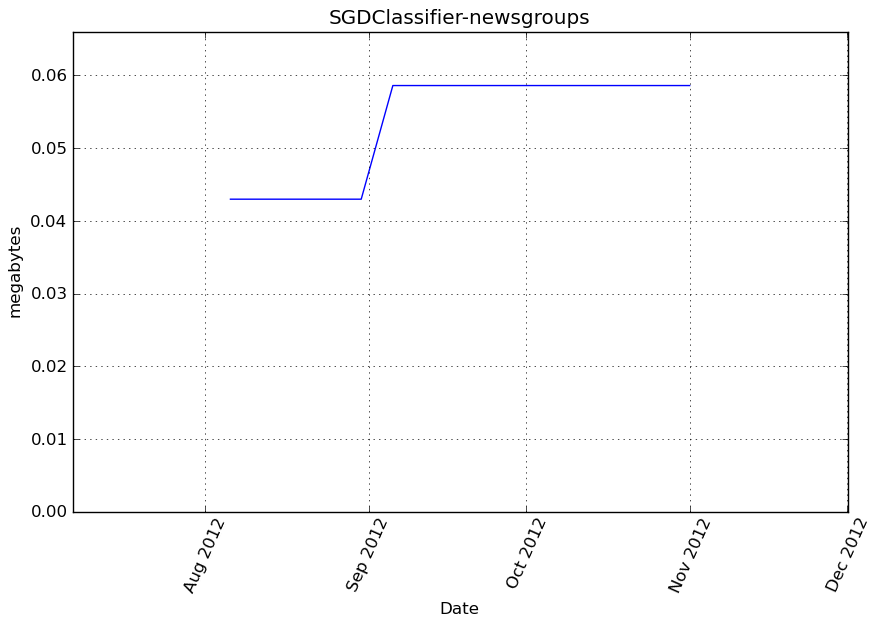 SGDClassifier-newsgroups
0.06
0.05
0.04
0.03
0.02
0.01
0.00
megabytes
Aug 2012
Sep 2012
Oct 2012
Nov 2012
Dec 2012
Date